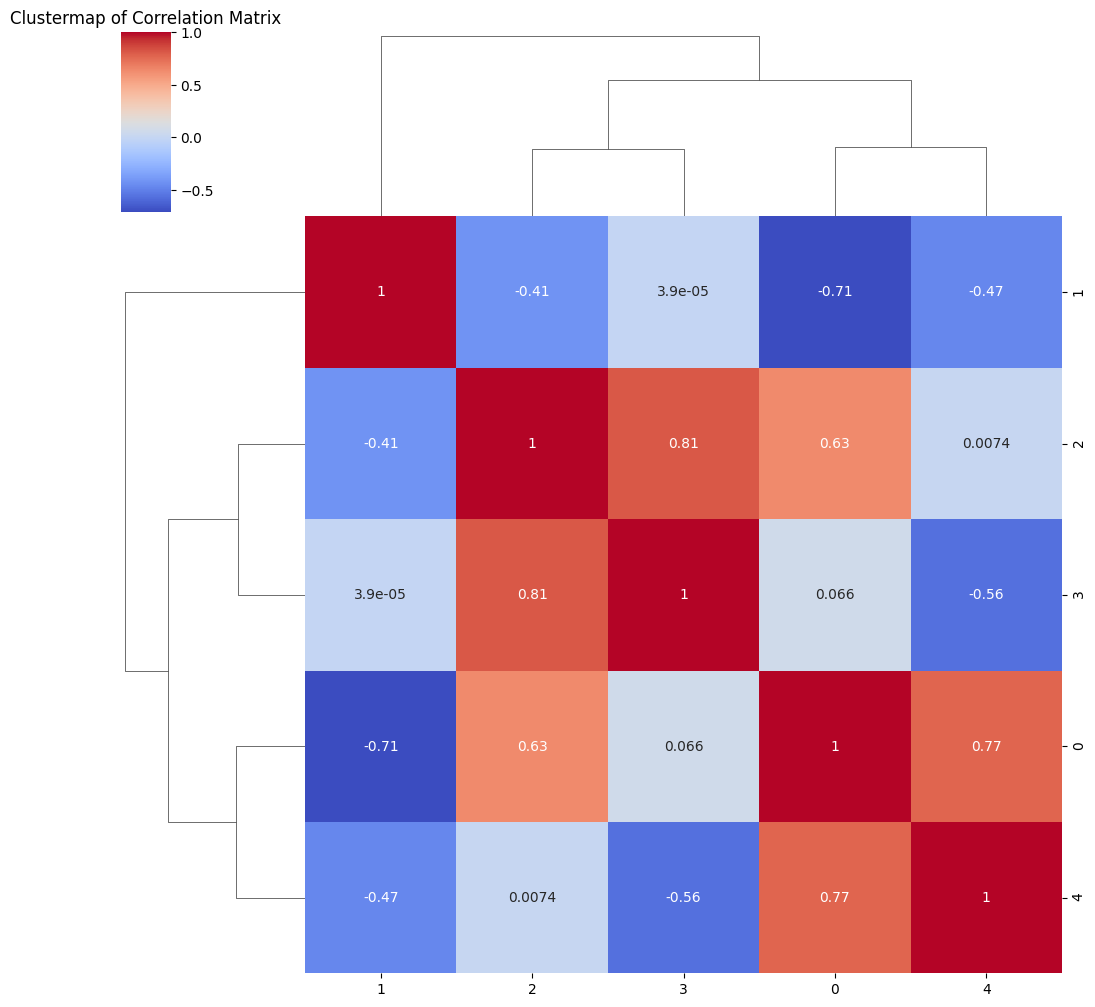 Clustermap of Correlation Matrix
1.0
0.5
0.0
−0.5
1 -0.41 3.9e-05 -0.71 -0.47 1
-0.41 1 0.81 0.63 0.0074 2
3.9e-05 0.81 1 0.066 -0.56 3
-0.71 0.63 0.066 1 0.77 0
-0.47 0.0074 -0.56 0.77 1 4
1 2 3 0 4